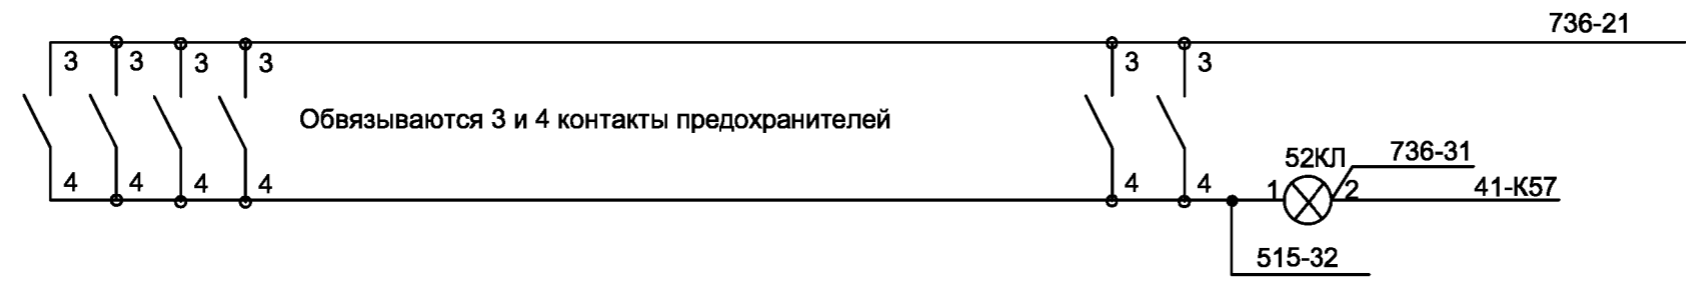 736-21
3 3 3 3 3 3
Обвязываются 3 и 4 контакты предохранителей
52КЛ 736-31
4 4 4 4 4 4 1 2 41-К57
515-32